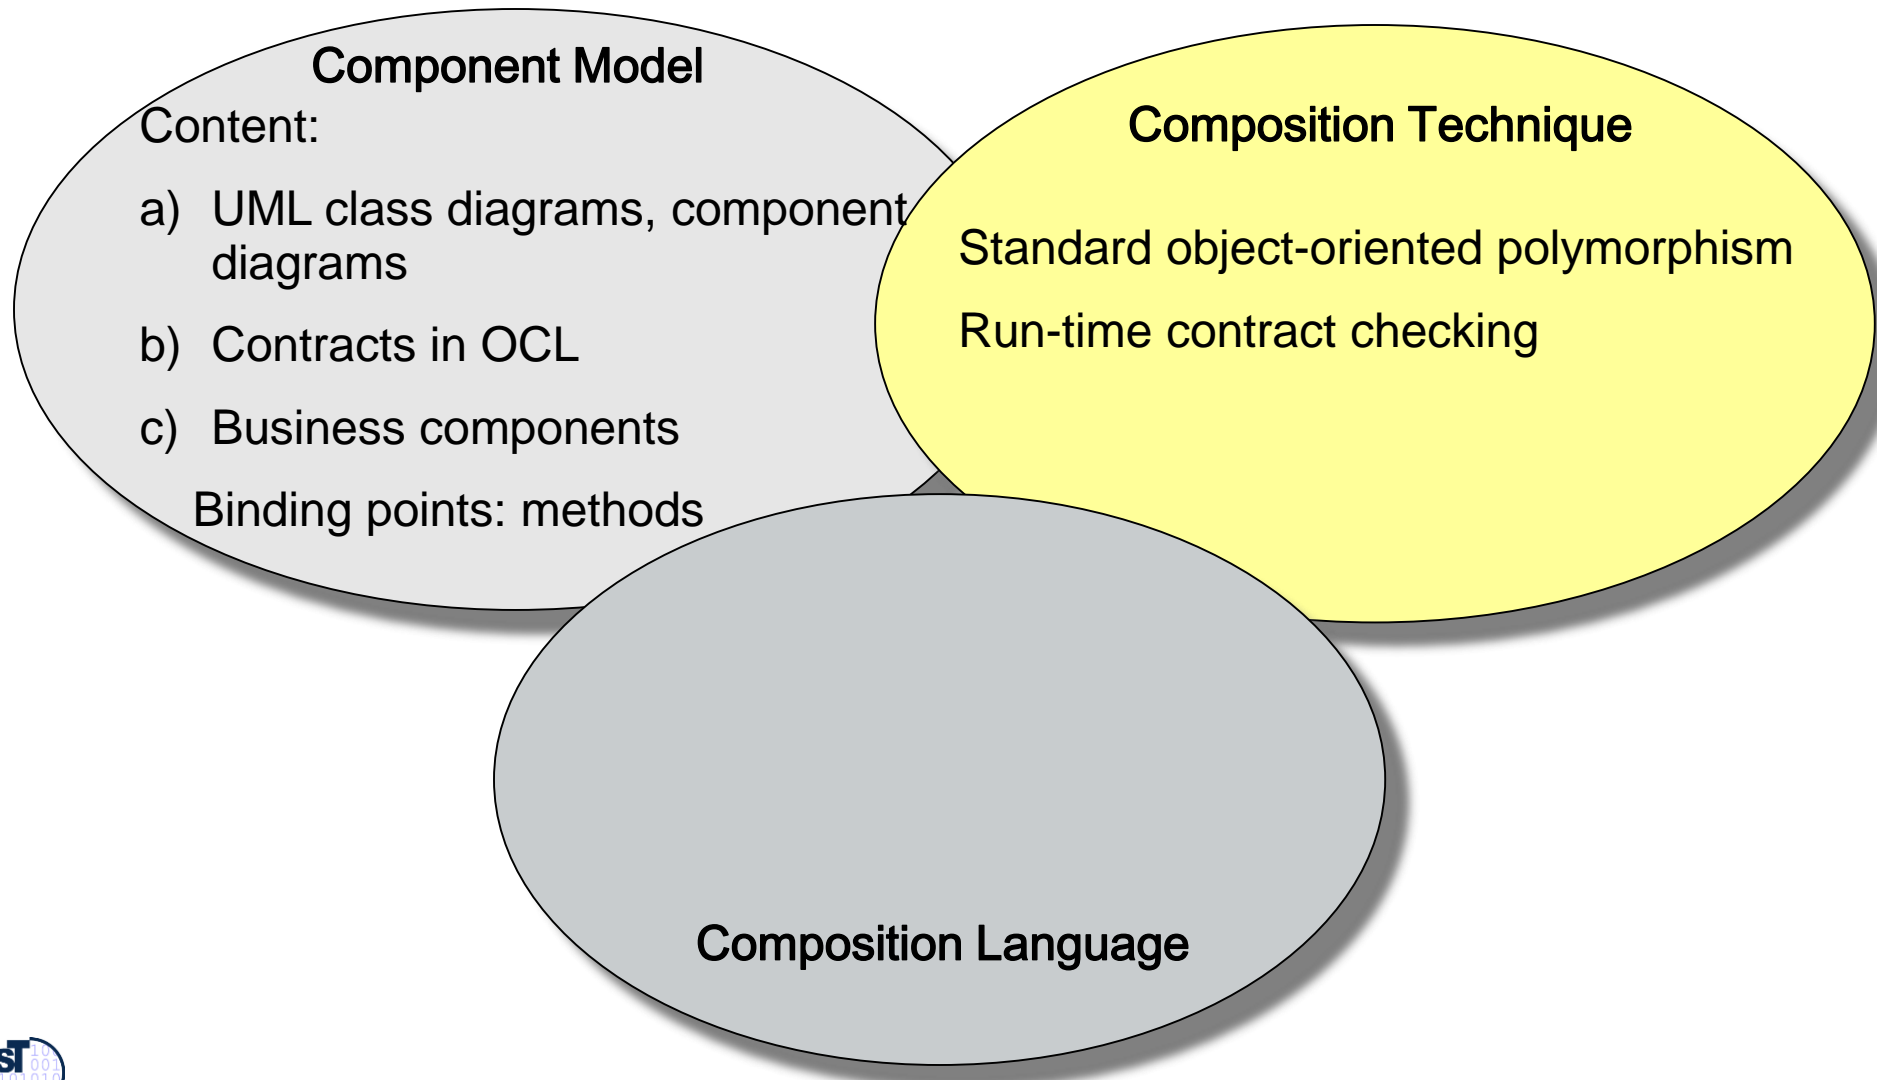 Component Model
Content:
a) UML class diagrams, component
diagrams
b) Contracts in OCL
c) Business components
Binding points: methods
Composition Technique
Standard object-oriented polymorphism
Run-time contract checking
Composition Language